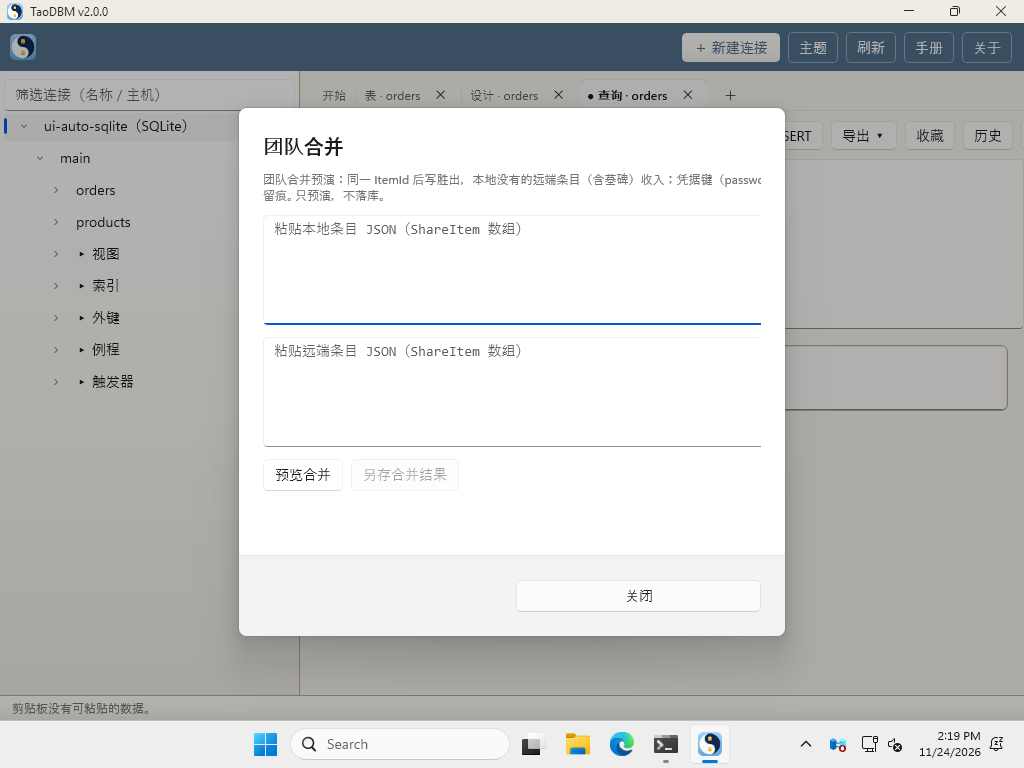 TaoDBM v2.0.0
+ 新建连接
主题
刷新
手册
关于
筛选连接（名称 / 主机）
开始
表 · orders
设计 · orders
● 查询 · orders
ui-auto-sqlite（SQLite）
main
orders
products
视图
索引
外键
例程
触发器
SERT
导出
收藏
历史
团队合并
团队合并预演：同一 ItemId 后写胜出，本地没有的远端条目（含墓碑）收入；凭据键（passwo
留痕。只预演，不落库。
粘贴本地条目 JSON（ShareItem 数组）
粘贴远端条目 JSON（ShareItem 数组）
预览合并
另存合并结果
关闭
剪贴板没有可粘贴的数据。
Search
2:19 PM
11/24/2026